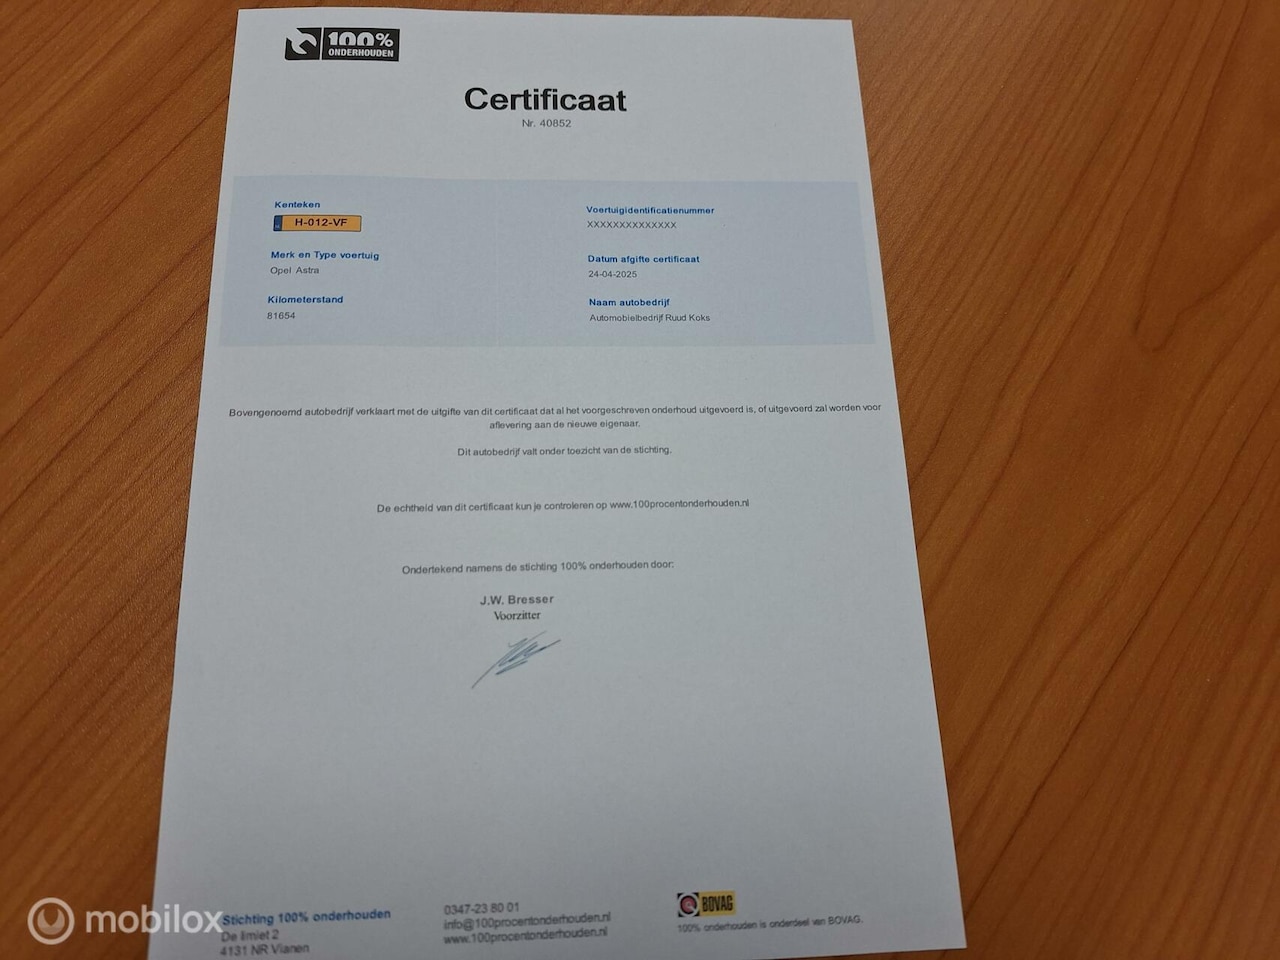 100%
ONDERHOUDEN
Certificaat
Nr. 40852
Kenteken
H-012-VF
Merk en Type voertuig
Opel Astra
Kilometerstand
81654
Voertuigidentificatienummer
XXXXXXXXXXXXXX
Datum afgifte certificaat
24-04-2025
Naam autobedrijf
Automobielbedrijf Ruud Koks
Bovengenoemd autobedrijf verklaart met de uitgifte van dit certificaat dat al het voorgeschreven onderhoud uitgevoerd is, of uitgevoerd zal worden voor
aflevering aan de nieuwe eigenaar.
Dit autobedrijf valt onder toezicht van de stichting.
De echtheid van dit certificaat kun je controleren op www.100procentonderhouden.nl
Ondertekend namens de stichting 100% onderhouden door:
J.W. Bresser
Voorzitter
Stichting 100% onderhouden
De limiet 2
4131 NR Vianen
0347-23 80 01
info@100procentonderhouden.nl
www.100procentonderhouden.nl
BOVAG
100% onderhouden is onderdeel van BOVAG.
mobilox